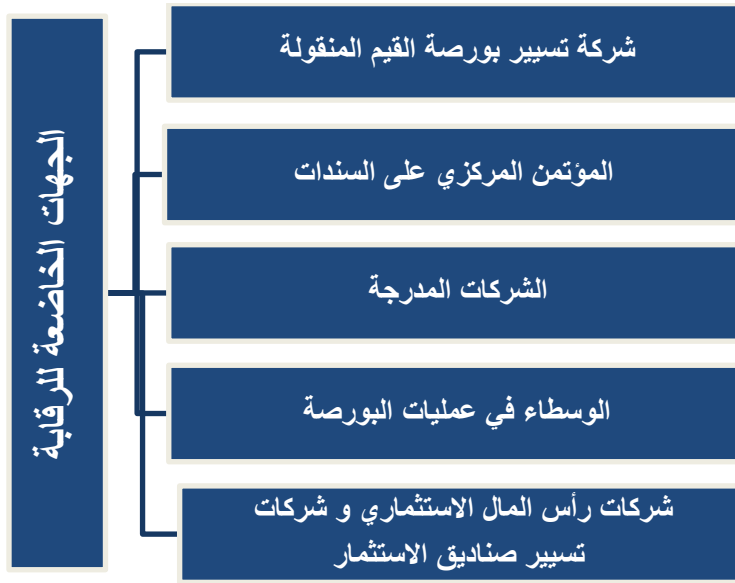 الجهات الخاضعة للرقابة
شركة تسيير بورصة القيم المنقولة
المؤتمن المركزي على السندات
الشركات المدرجة
الوسطاء في عمليات البورصة
شركات رأس المال الاستثماري و شركات
تسيير صناديق الاستثمار